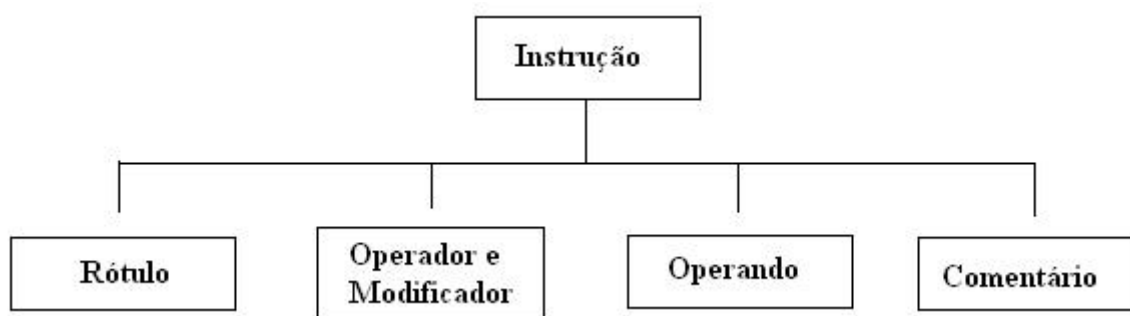 Instrução
Rótulo
Operador e
Modificador
Operando
Comentário